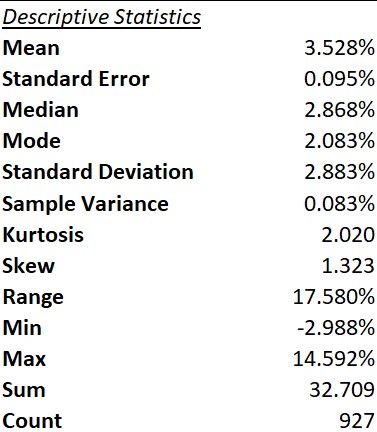 Descriptive Statistics
Mean 3.528%
Standard Error 0.095%
Median 2.868%
Mode 2.083%
Standard Deviation 2.883%
Sample Variance 0.083%
Kurtosis 2.020
Skew 1.323
Range 17.580%
Min -2.988%
Max 14.592%
Sum 32.709
Count 927